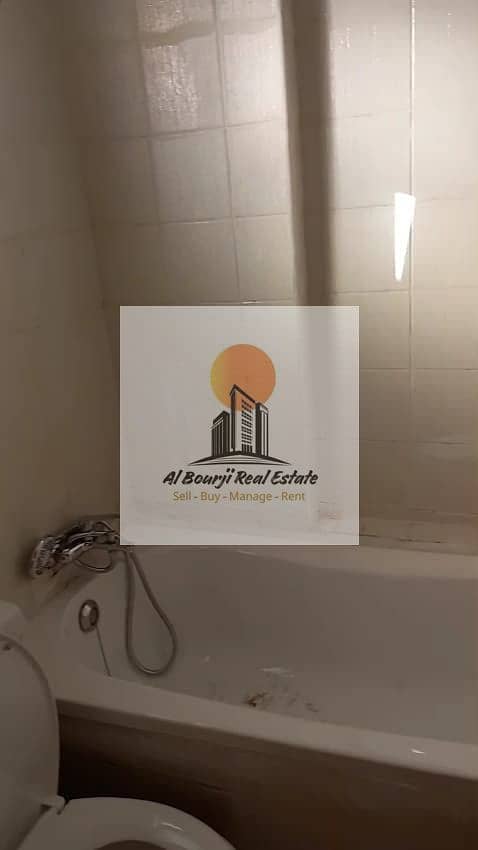 Al Bourji Real Estate
Sell - Buy - Manage - Rent